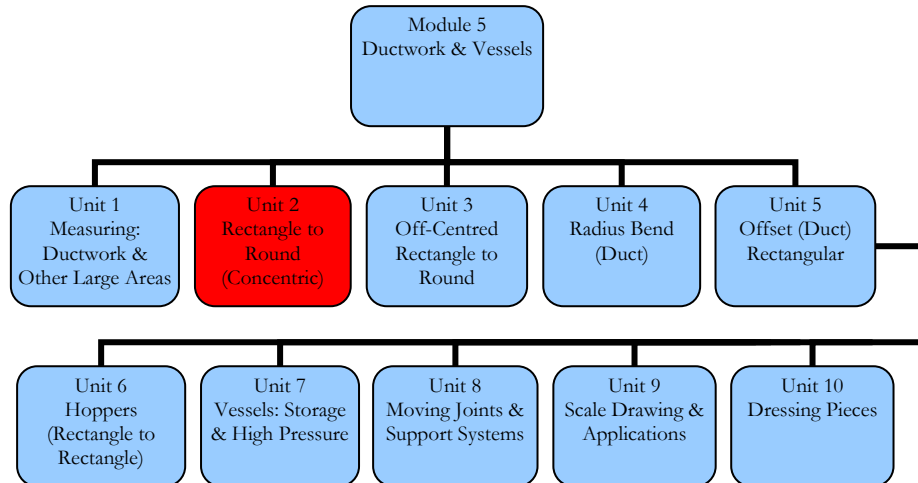 Module 5
Ductwork & Vessels
Unit 1
Measuring:
Ductwork &
Other Large Areas
Unit 2
Rectangle to
Round
(Concentric)
Unit 3
Off-Centred
Rectangle to
Round
Unit 4
Radius Bend
(Duct)
Unit 5
Offset (Duct)
Rectangular
Unit 6
Hoppers
(Rectangle to
Rectangle)
Unit 7
Vessels: Storage
& High Pressure
Unit 8
Moving Joints &
Support Systems
Unit 9
Scale Drawing &
Applications
Unit 10
Dressing Pieces